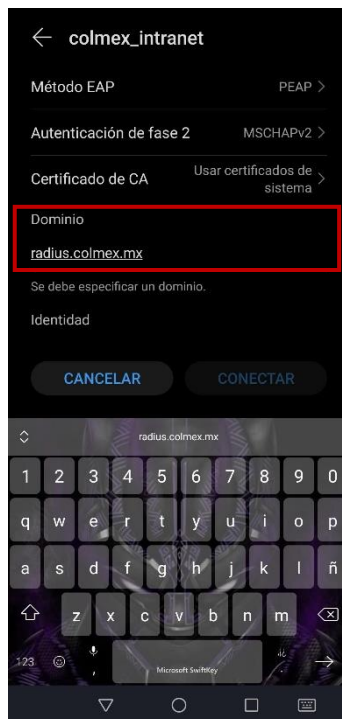 colmex_intranet
Método EAP PEAP
Autenticación de fase 2 MSCHAPv2
Certificado de CA Usar certificados de
sistema
Dominio
radius.colmex.mx
Se debe especificar un dominio.
Identidad
CANCELAR CONECTAR
radius.colmex.mx
1 2 3 4 5 6 7 8 9 0
q w e r t y u i o p
a s d f g h j k l ñ
z x c v b n m
123 , Microsoft SwiftKey